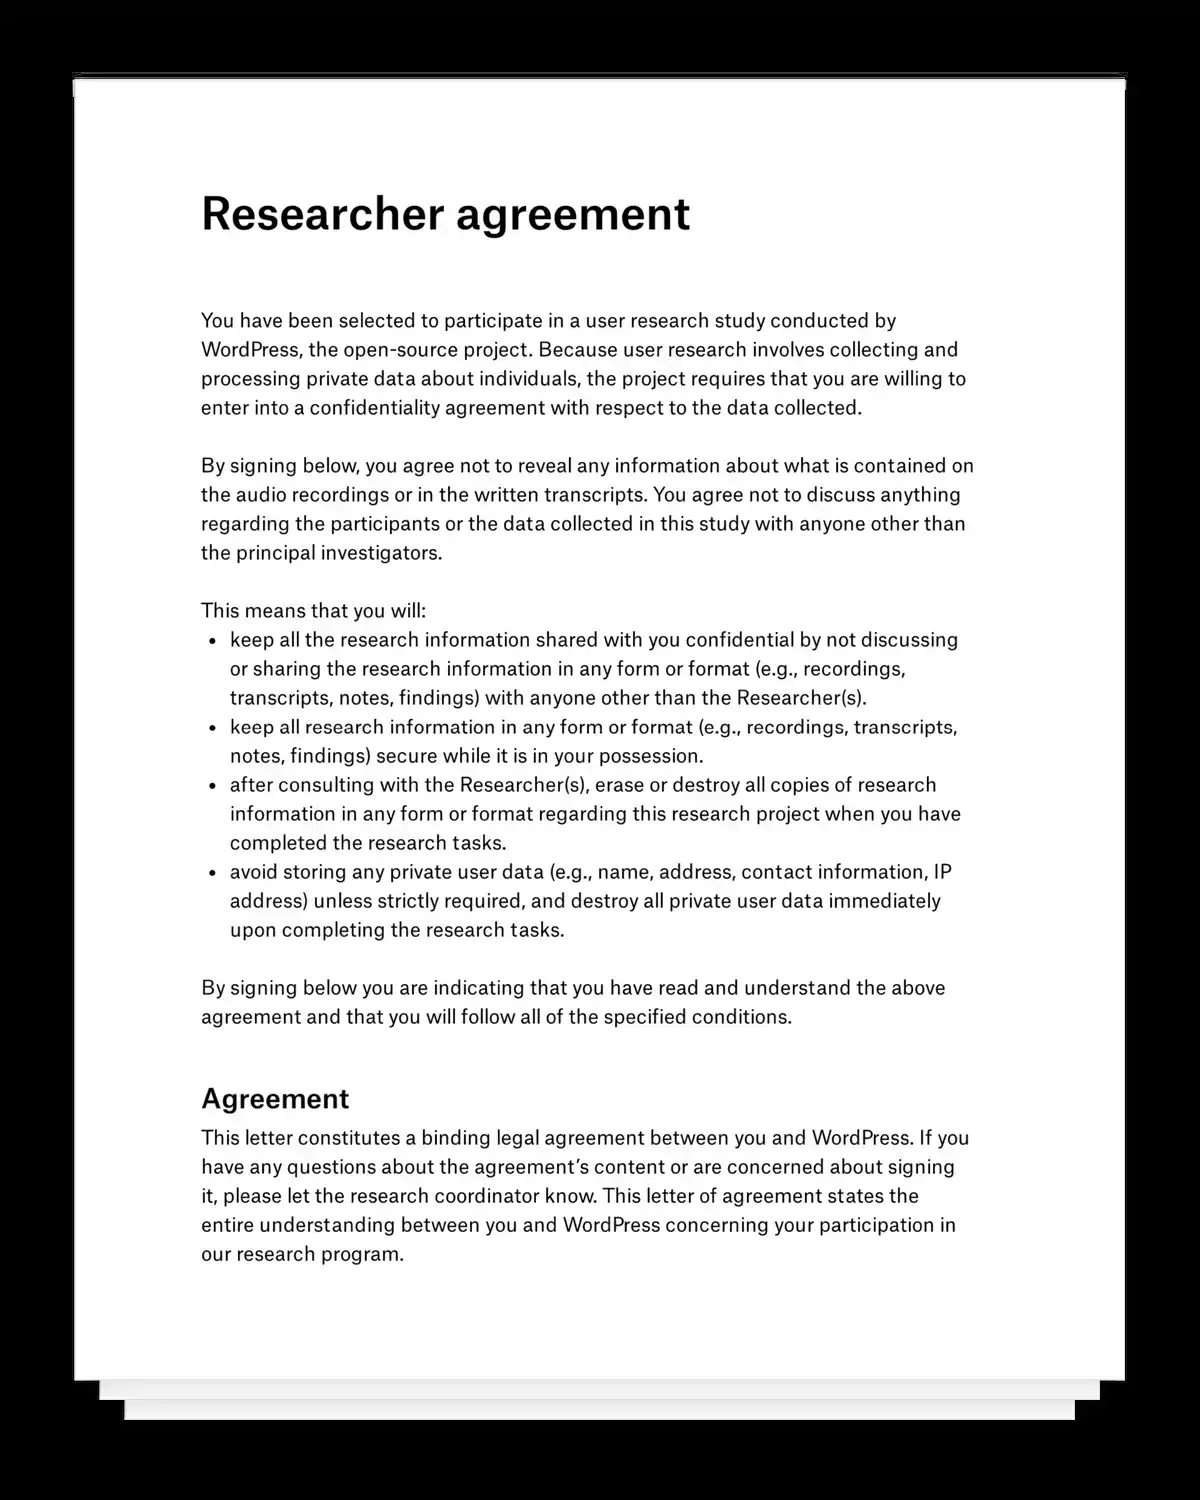 Researcher agreement
You have been selected to participate in a user research study conducted by
WordPress, the open-source project. Because user research involves collecting and
processing private data about individuals, the project requires that you are willing to
enter into a confidentiality agreement with respect to the data collected.
By signing below, you agree not to reveal any information about what is contained on
the audio recordings or in the written transcripts. You agree not to discuss anything
regarding the participants or the data collected in this study with anyone other than
the principal investigators.
This means that you will:
• keep all the research information shared with you confidential by not discussing
or sharing the research information in any form or format (e.g., recordings,
transcripts, notes, findings) with anyone other than the Researcher(s).
• keep all research information in any form or format (e.g., recordings, transcripts,
notes, findings) secure while it is in your possession.
• after consulting with the Researcher(s), erase or destroy all copies of research
information in any form or format regarding this research project when you have
completed the research tasks.
• avoid storing any private user data (e.g., name, address, contact information, IP
address) unless strictly required, and destroy all private user data immediately
upon completing the research tasks.
By signing below you are indicating that you have read and understand the above
agreement and that you will follow all of the specified conditions.
Agreement
This letter constitutes a binding legal agreement between you and WordPress. If you
have any questions about the agreement’s content or are concerned about signing
it, please let the research coordinator know. This letter of agreement states the
entire understanding between you and WordPress concerning your participation in
our research program.